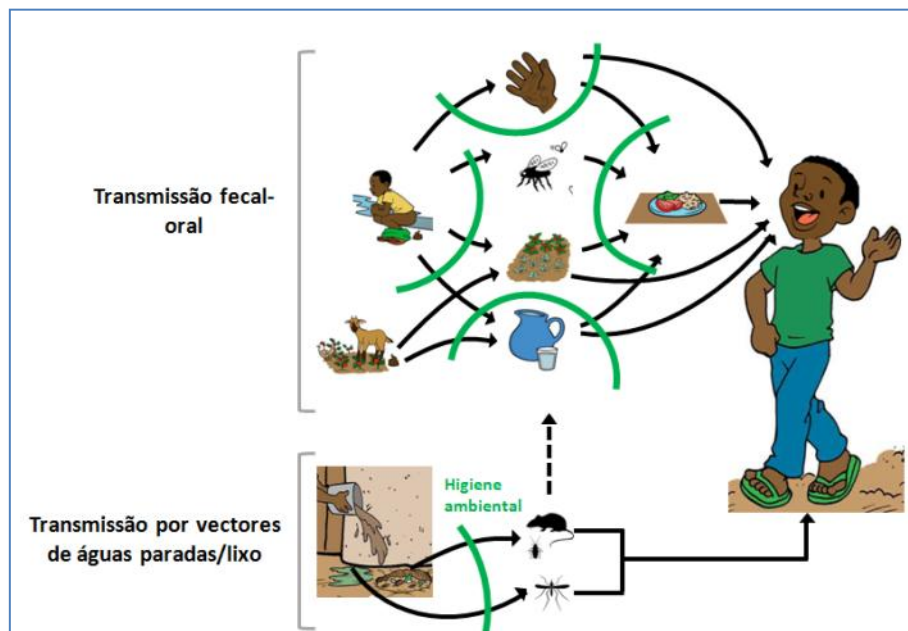 Transmissão fecal-
oral
Higiene
ambiental
Transmissão por vectores
de águas paradas/lixo